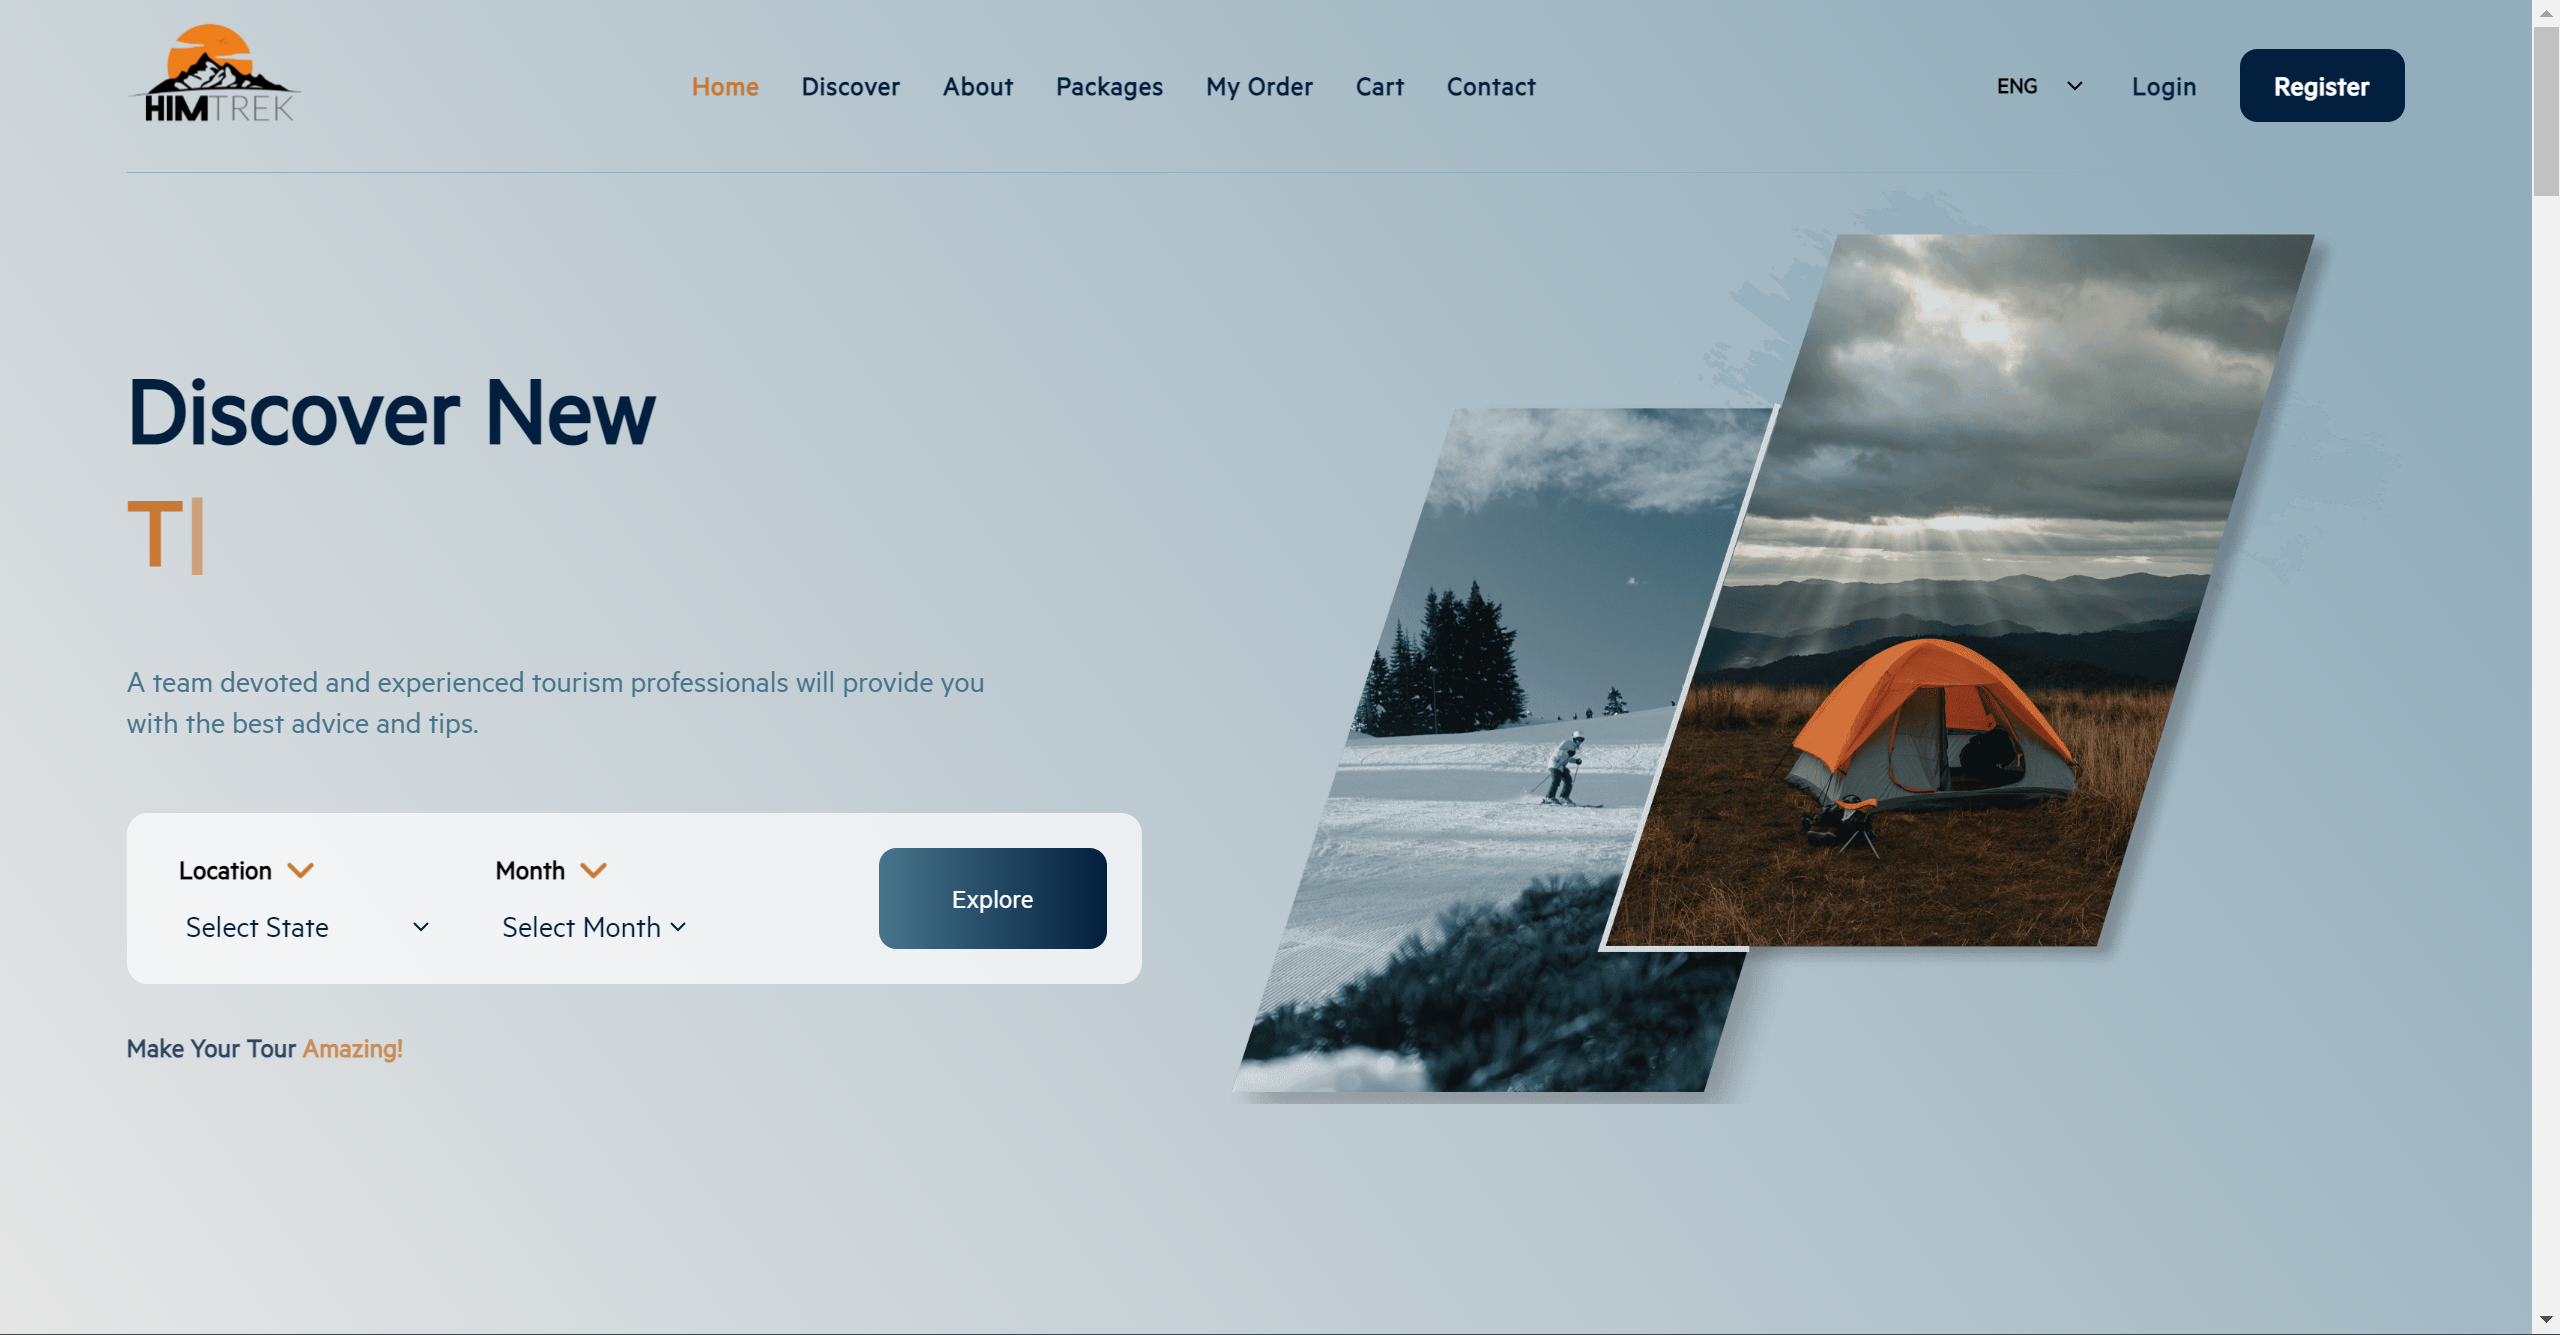 HIMTREK
Home Discover About Packages My Order Cart Contact
ENG Login Register
Discover New
T
A team devoted and experienced tourism professionals will provide you
with the best advice and tips.
Location Month
Select State Select Month
Explore
Make Your Tour Amazing!